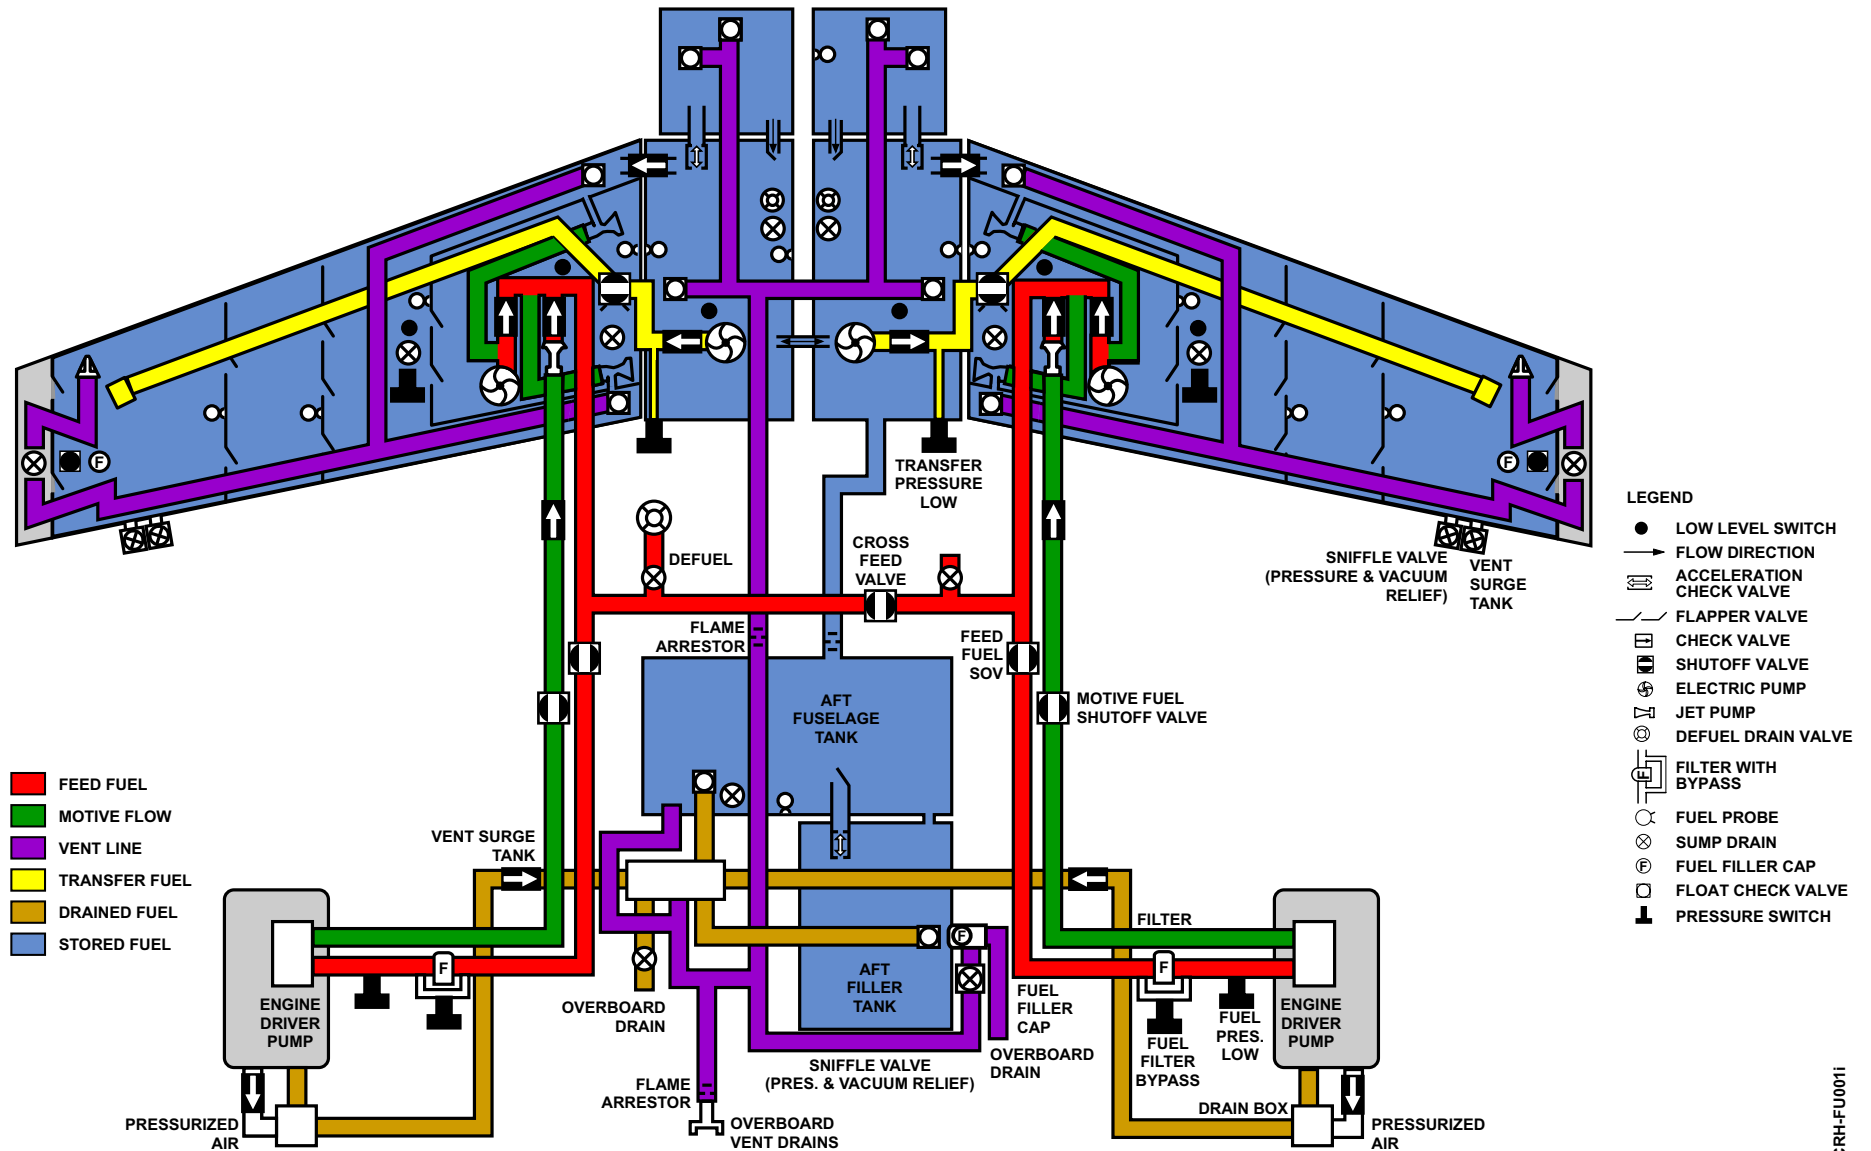 TRANSFER
PRESSURE
LOW
DEFUEL
CROSS
FEED
VALVE
SNIFFLE VALVE
(PRESSURE & VACUUM
RELIEF)
VENT
SURGE
TANK
LEGEND
LOW LEVEL SWITCH
FLOW DIRECTION
ACCELERATION
CHECK VALVE
FLAPPER VALVE
CHECK VALVE
SHUTOFF VALVE
ELECTRIC PUMP
JET PUMP
DEFUEL DRAIN VALVE
F
FILTER WITH
BYPASS
FUEL PROBE
SUMP DRAIN
F
FUEL FILLER CAP
FLOAT CHECK VALVE
PRESSURE SWITCH
F
F
FLAME
ARRESTOR
FEED
FUEL
SOV
MOTIVE FUEL
SHUTOFF VALVE
AFT
FUSELAGE
TANK
FEED FUEL
MOTIVE FLOW
VENT LINE
TRANSFER FUEL
DRAINED FUEL
STORED FUEL
VENT SURGE
TANK
FILTER
F
F
F
ENGINE
DRIVER
PUMP
OVERBOARD
DRAIN
AFT
FILLER
TANK
FUEL
FILLER
CAP
OVERBOARD
DRAIN
FUEL
FILTER
BYPASS
FUEL
PRES.
LOW
ENGINE
DRIVER
PUMP
SNIFFLE VALVE
(PRES. & VACUUM RELIEF)
FLAME
ARRESTOR
OVERBOARD
VENT DRAINS
PRESSURIZED
AIR
DRAIN BOX
PRESSURIZED
AIR
CRH-FU001i